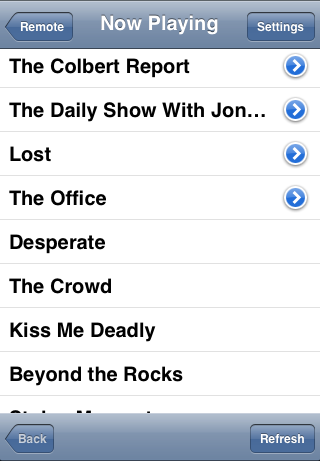 Remote
Now Playing
Settings
The Colbert Report
The Daily Show With Jon...
Lost
The Office
Desperate
The Crowd
Kiss Me Deadly
Beyond the Rocks
Back
Refresh